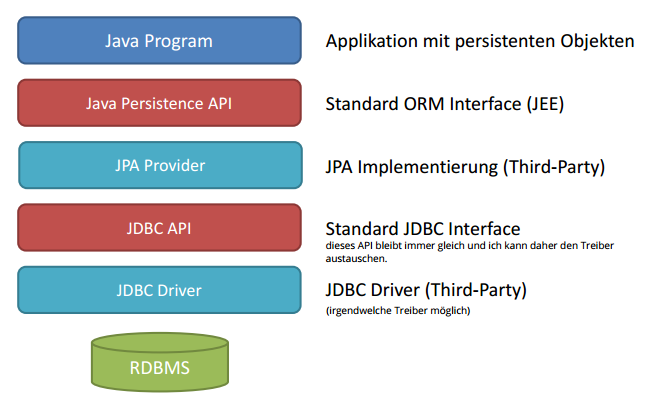 Java Program
Applikation mit persistenten Objekten
Java Persistence API
Standard ORM Interface (JEE)
JPA Provider
JPA Implementierung (Third-Party)
JDBC API
Standard JDBC Interface
dieses API bleibt immer gleich und ich kann daher den Treiber
austauschen.
JDBC Driver
JDBC Driver (Third-Party)
(irgendwelche Treiber möglich)
RDBMS